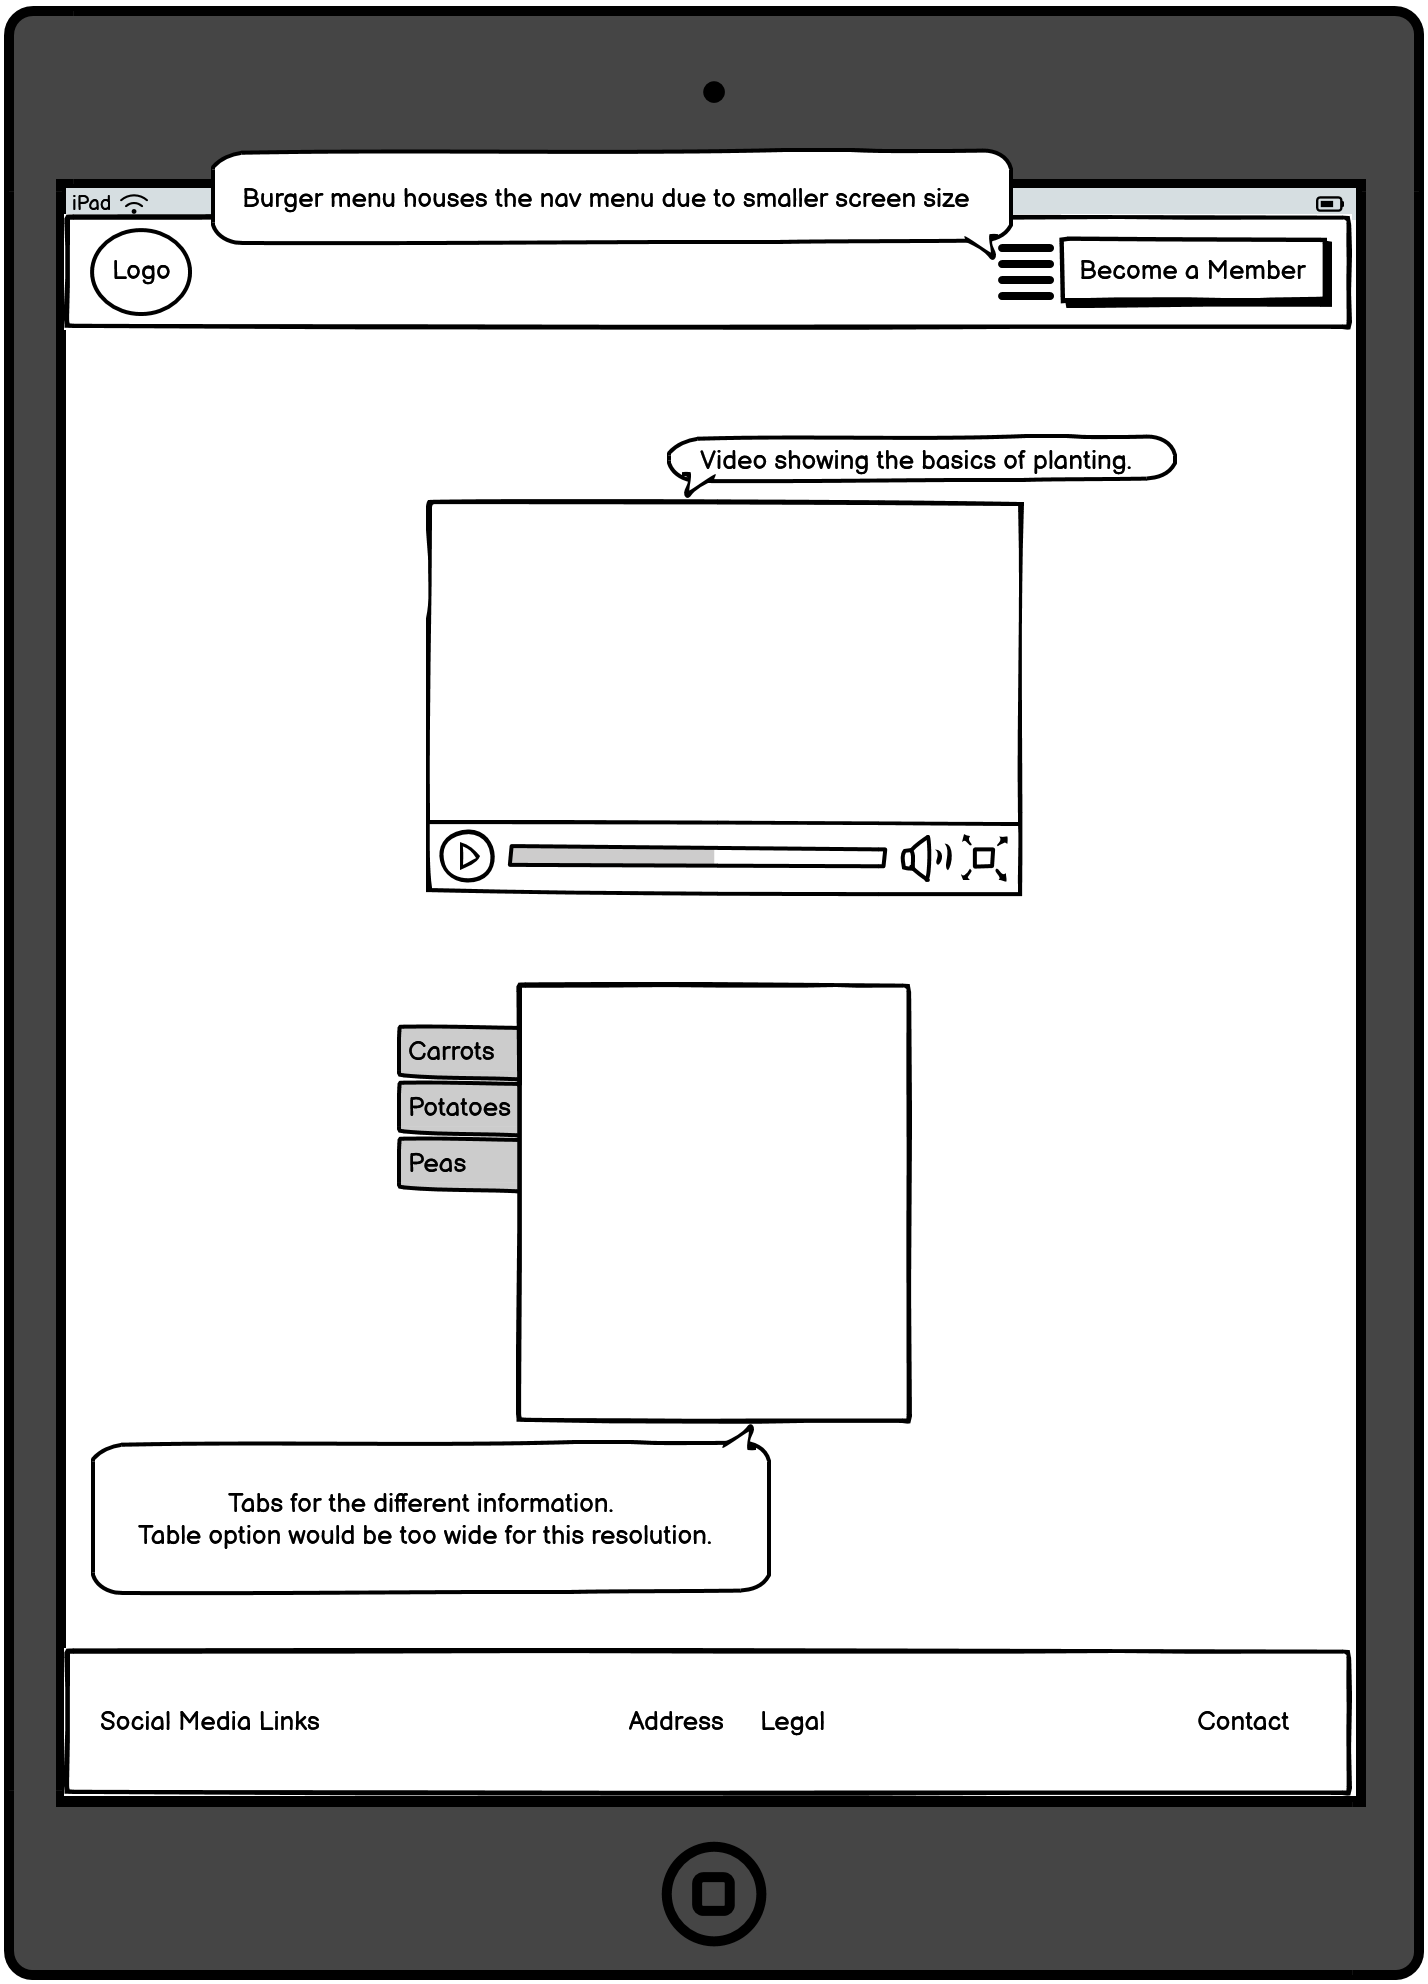 Burger menu houses the nav menu due to smaller screen size
iPad
Logo
Become a Member
Video showing the basics of planting.
Carrots
Potatoes
Peas
Tabs for the different information.
Table option would be too wide for this resolution.
Social Media Links
Address
Legal
Contact